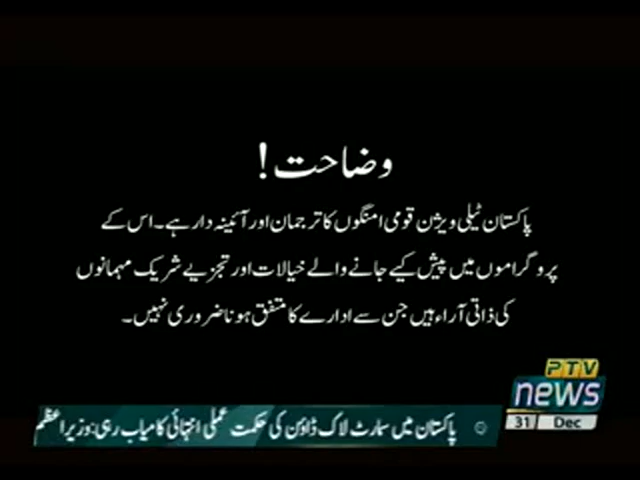 وضاحت!
پاکستان ٹیلی ویژن قومی امنگوں کا ترجمان اور آئینہ دار ہے۔ اس کے
پروگراموں میں پیش کیے جانے والے خیالات اور تجزیے شریک مہمانوں
کی ذاتی آراء ہیں جن سے ادارے کا متفق ہونا ضروری نہیں۔
PTV
news
31 Dec
پاکستان میں سمارٹ لاک ڈاؤن کی حکمت عملی انتہائی کامیاب رہی:وزیراعظم